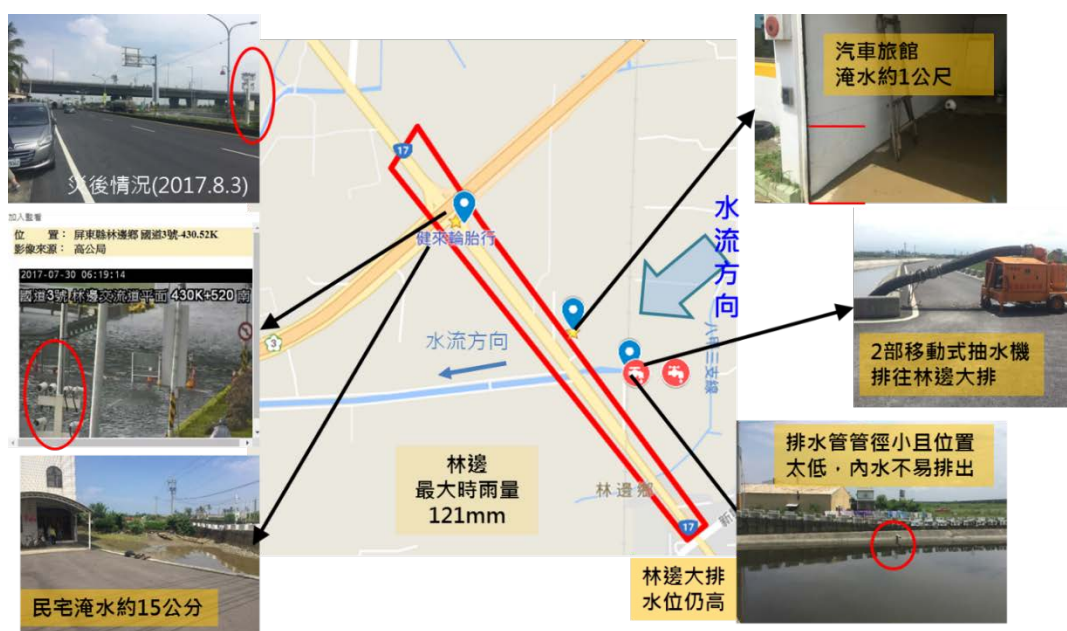 災後情況(2017.8.3)
加入監看
位 置： 屏東縣林邊鄉 國道3號-430.52K
影像來源： 高公局
2017-07-30 06:19:14
國道3號 林邊交流道平面 430K+520 南
民宅淹水約15公分
17
健來輪胎行
3
水流方向
林邊
最大時雨量
121mm
林邊鄉
17
水流方向
八甲三支線
林邊大排
水位仍高
汽車旅館
淹水約1公尺
2部移動式抽水機
排往林邊大排
排水管管徑小且位置
太低，內水不易排出